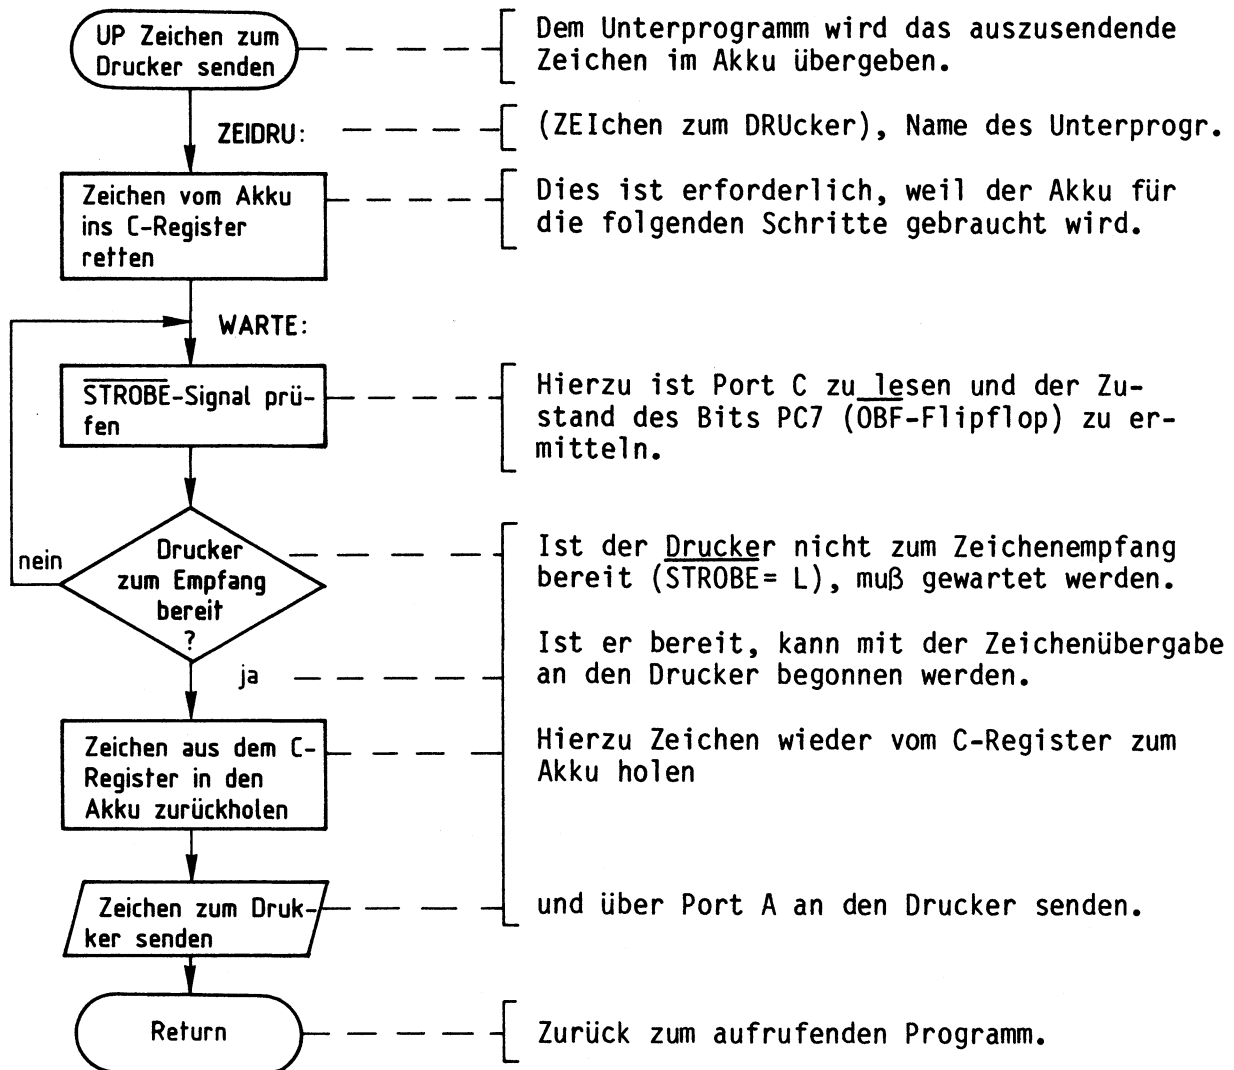 UP Zeichen zum
Drucker senden
Dem Unterprogramm wird das auszusendende
Zeichen im Akku übergeben.
ZEIDRU:
(ZEIchen zum DRUcker), Name des Unterprogr.
Zeichen vom Akku
ins C-Register
retten
Dies ist erforderlich, weil der Akku für
die folgenden Schritte gebraucht wird.
WARTE:
STROBE-Signal prü-
fen
Hierzu ist Port C zu lesen und der Zu-
stand des Bits PC7 (OBF-Flipflop) zu er-
mitteln.
nein
Drucker
zum Empfang
bereit
?
Ist der Drucker nicht zum Zeichenempfang
bereit (STROBE= L), muß gewartet werden.
ja
Ist er bereit, kann mit der Zeichenübergabe
an den Drucker begonnen werden.
Zeichen aus dem C-
Register in den
Akku zurückholen
Hierzu Zeichen wieder vom C-Register zum
Akku holen
Zeichen zum Druk-
ker senden
und über Port A an den Drucker senden.
Return
Zurück zum aufrufenden Programm.